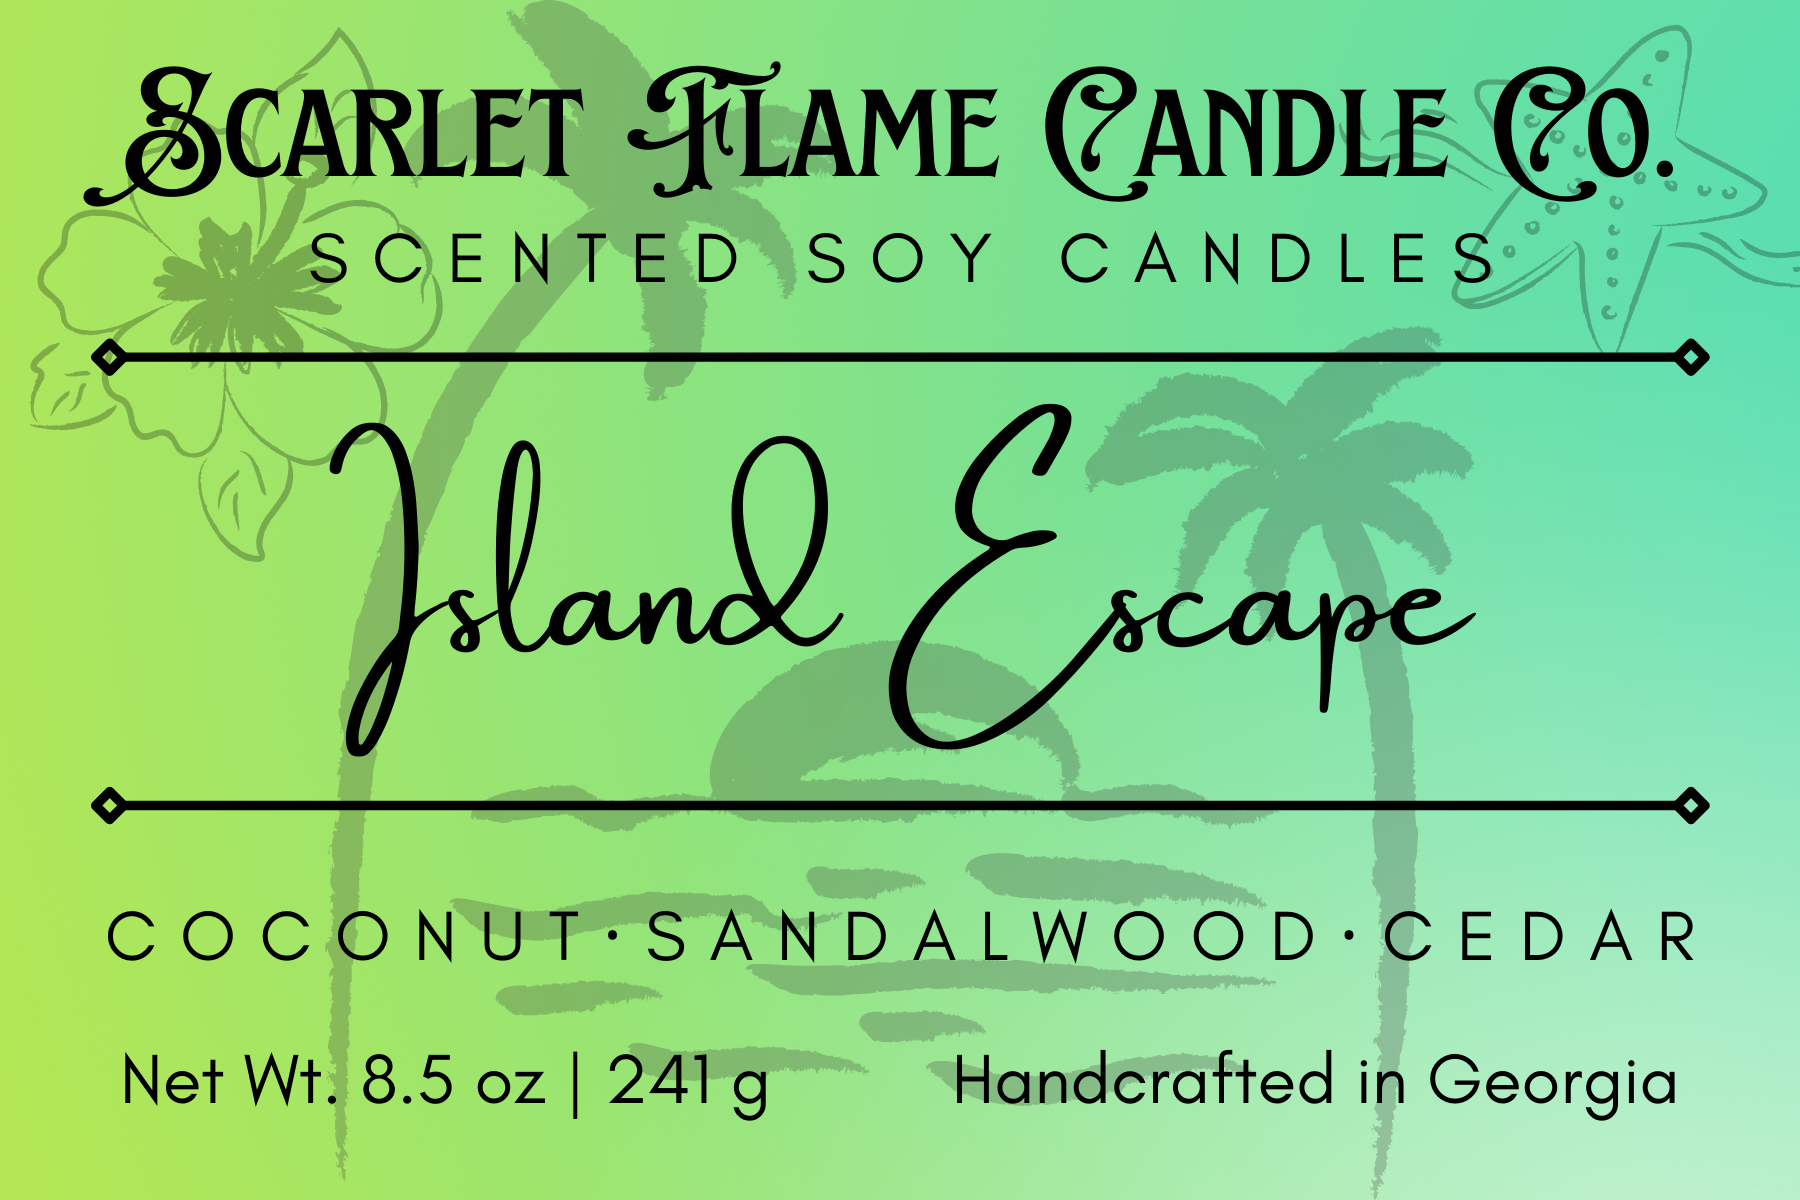 Scarlet Flame Candle Co.
SCENTED SOY CANDLES
Island Escape
COCONUT·SANDALWOOD·CEDAR
Net Wt. 8.5 oz | 241 g
Handcrafted in Georgia